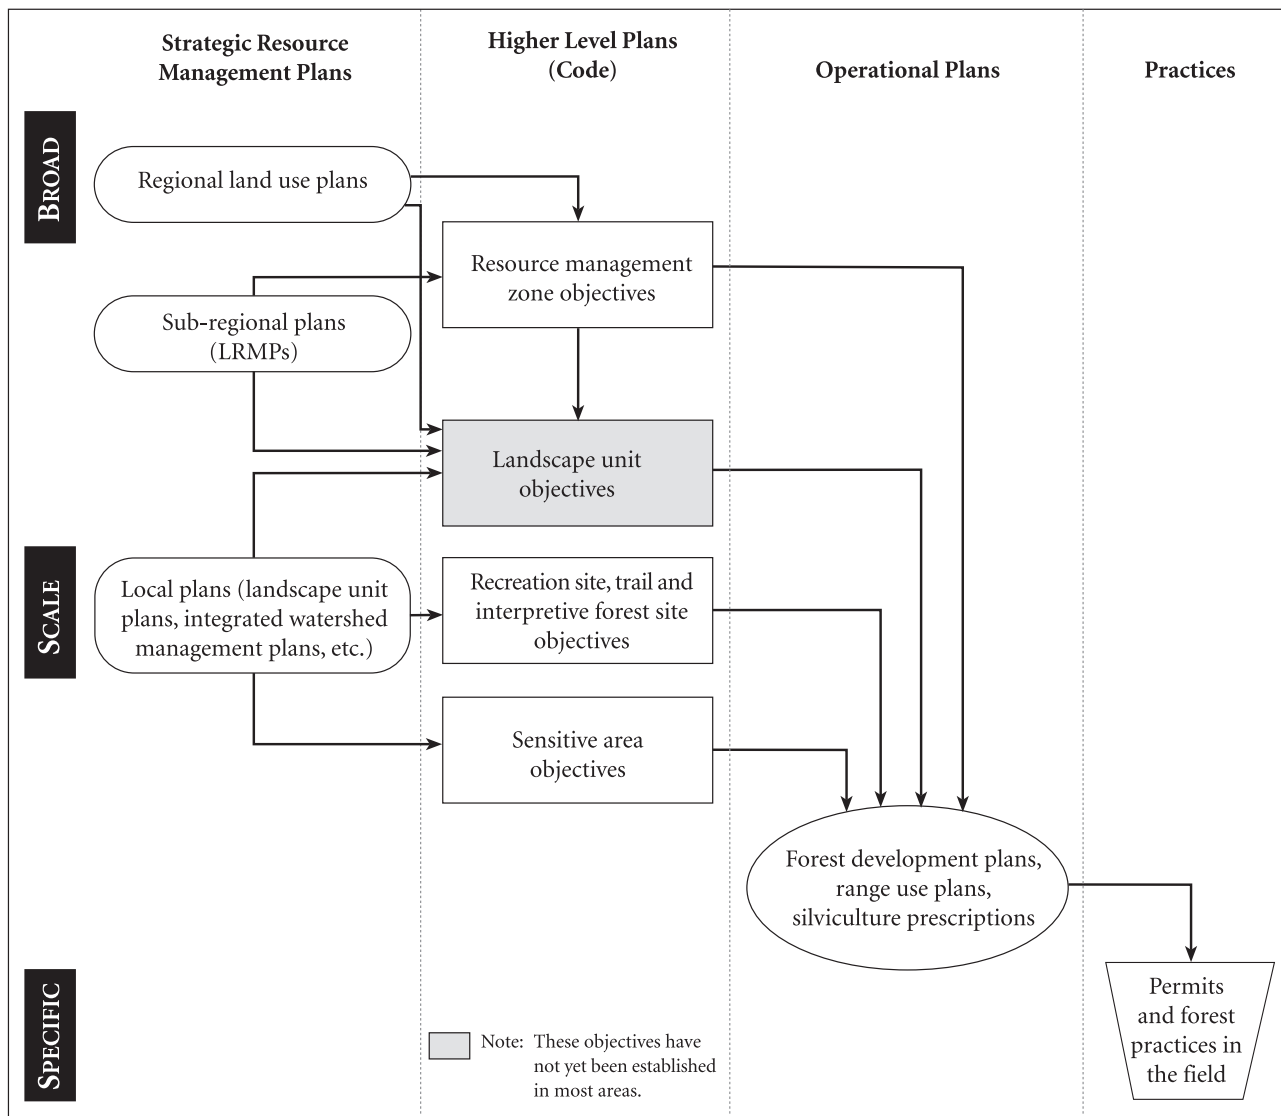 Strategic Resource
Management Plans
Higher Level Plans
(Code)
Operational Plans
Practices
BROAD
Regional land use plans
Resource management
zone objectives
Sub-regional plans
(LRMPs)
Landscape unit
objectives
SCALE
Local plans (landscape unit
plans, integrated watershed
management plans, etc.)
Recreation site, trail and
interpretive forest site
objectives
Sensitive area
objectives
Forest development plans,
range use plans,
silviculture prescriptions
SPECIFIC
Permits
and forest
practices in
the field
Note: These objectives have
not yet been established
in most areas.